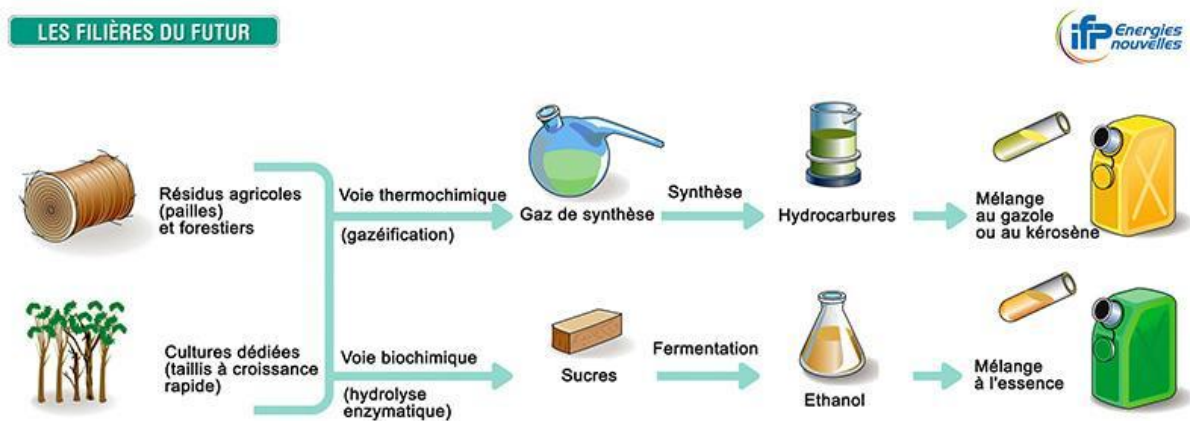 LES FILIÈRES DU FUTUR
ifp Energies
nouvelles
Résidus agricoles
(pailles)
et forestiers
Voie thermochimique
(gazéification)
Gaz de synthèse
Synthèse
Hydrocarbures
Mélange
au gazole
ou au kérosène
Cultures dédiées
(taillis à croissance
rapide)
Voie biochimique
(hydrolyse
enzymatique)
Sucres
Fermentation
Ethanol
Mélange
à l'essence